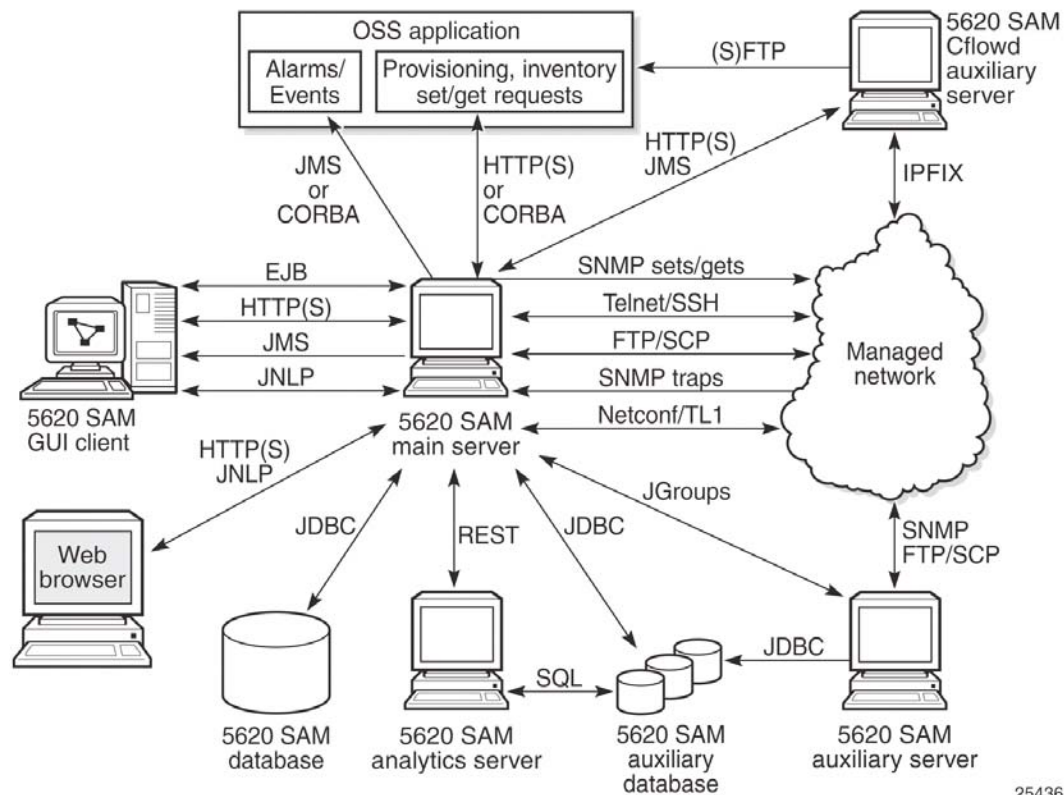 OSS application
Alarms/
Events
Provisioning, inventory
set/get requests
(S)FTP
5620 SAM
Cflowd
auxiliary
server
JMS
or
CORBA
HTTP(S)
or
CORBA
HTTP(S)
JMS
IPFIX
EJB
HTTP(S)
JMS
JNLP
SNMP sets/gets
Telnet/SSH
FTP/SCP
SNMP traps
Netconf/TL1
Managed
network
5620 SAM
GUI client
5620 SAM
main server
HTTP(S)
JNLP
JDBC
REST
JDBC
JGroups
SNMP
FTP/SCP
Web
browser
SQL
JDBC
5620 SAM
database
5620 SAM
analytics server
5620 SAM
auxiliary
database
5620 SAM
auxiliary server
25436